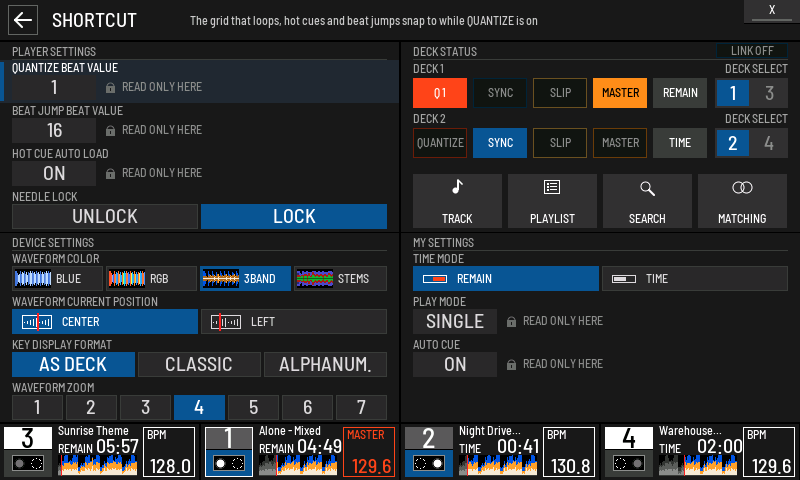 SHORTCUT
The grid that loops, hot cues and beat jumps snap to while QUANTIZE is on
X
PLAYER SETTINGS
QUANTIZE BEAT VALUE
1
READ ONLY HERE
BEAT JUMP BEAT VALUE
16
READ ONLY HERE
HOT CUE AUTO LOAD
ON
READ ONLY HERE
NEEDLE LOCK
UNLOCK LOCK
DECK STATUS
LINK OFF
DECK 1
DECK SELECT
Q 1 SYNC SLIP MASTER REMAIN 1 3
DECK 2
DECK SELECT
QUANTIZE SYNC SLIP MASTER TIME 2 4
TRACK PLAYLIST SEARCH MATCHING
DEVICE SETTINGS
WAVEFORM COLOR
BLUE RGB 3BAND STEMS
WAVEFORM CURRENT POSITION
CENTER LEFT
KEY DISPLAY FORMAT
AS DECK CLASSIC ALPHANUM.
WAVEFORM ZOOM
1 2 3 4 5 6 7
MY SETTINGS
TIME MODE
REMAIN TIME
PLAY MODE
SINGLE
READ ONLY HERE
AUTO CUE
ON
READ ONLY HERE
3
Sunrise Theme
REMAIN 05:57
BPM
128.0
1
Alone - Mixed
REMAIN 04:49
MASTER
129.6
2
Night Drive...
TIME 00:41
BPM
130.8
4
Warehouse...
TIME 02:00
BPM
129.6